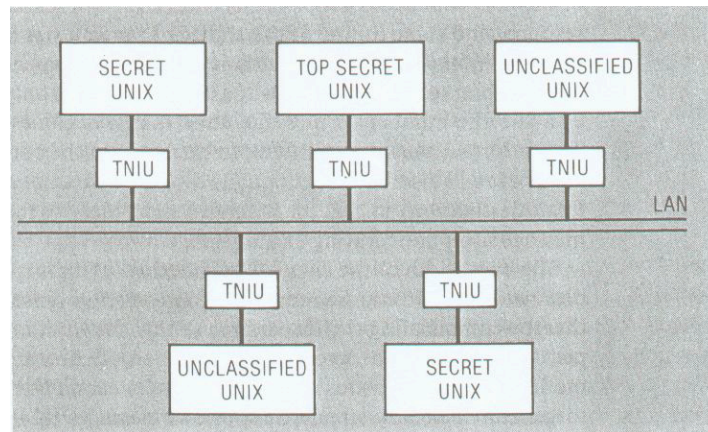 SECRET
UNIX
TOP SECRET
UNIX
UNCLASSIFIED
UNIX
TNIU
TNIU
TNIU
LAN
TNIU
TNIU
UNCLASSIFIED
UNIX
SECRET
UNIX